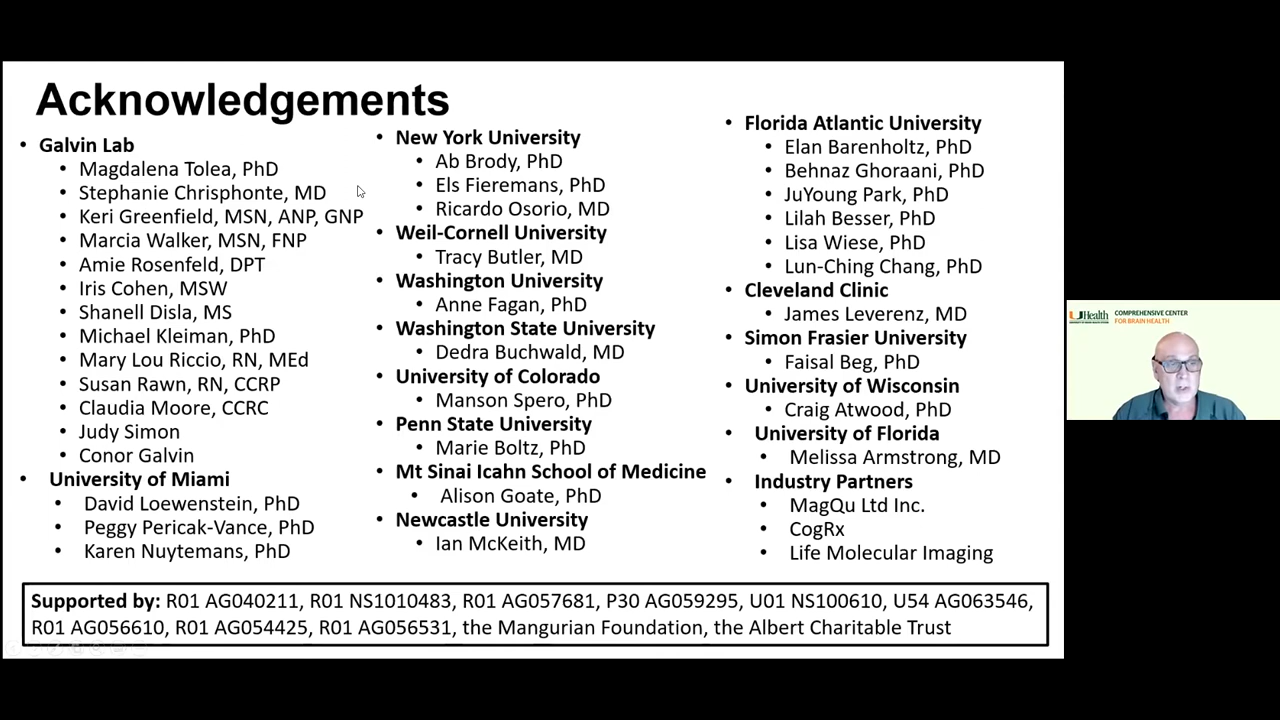 Acknowledgements
Galvin Lab
Magdalena Tolea, PhD
Stephanie Chrisphonte, MD
Keri Greenfield, MSN, ANP, GNP
Marcia Walker, MSN, FNP
Amie Rosenfeld, DPT
Iris Cohen, MSW
Shanell Disla, MS
Michael Kleiman, PhD
Mary Lou Riccio, RN, MEd
Susan Rawn, RN, CCRP
Claudia Moore, CCRC
Judy Simon
Conor Galvin
University of Miami
David Loewenstein, PhD
Peggy Pericak-Vance, PhD
Karen Nuytemans, PhD
New York University
Ab Brody, PhD
Els Fieremans, PhD
Ricardo Osorio, MD
Weil-Cornell University
Tracy Butler, MD
Washington University
Anne Fagan, PhD
Washington State University
Dedra Buchwald, MD
University of Colorado
Manson Spero, PhD
Penn State University
Marie Boltz, PhD
Mt Sinai Icahn School of Medicine
Alison Goate, PhD
Newcastle University
Ian McKeith, MD
Florida Atlantic University
Elan Barenholtz, PhD
Behnaz Ghoraani, PhD
JuYoung Park, PhD
Lilah Besser, PhD
Lisa Wiese, PhD
Lun-Ching Chang, PhD
Cleveland Clinic
James Leverenz, MD
Simon Frasier University
Faisal Beg, PhD
University of Wisconsin
Craig Atwood, PhD
University of Florida
Melissa Armstrong, MD
Industry Partners
MagQu Ltd Inc.
CogRx
Life Molecular Imaging
Supported by: R01 AG040211, R01 NS1010483, R01 AG057681, P30 AG059295, U01 NS100610, U54 AG063546,
R01 AG056610, R01 AG054425, R01 AG056531, the Mangurian Foundation, the Albert Charitable Trust
UHealth
COMPREHENSIVE CENTER
FOR BRAIN HEALTH